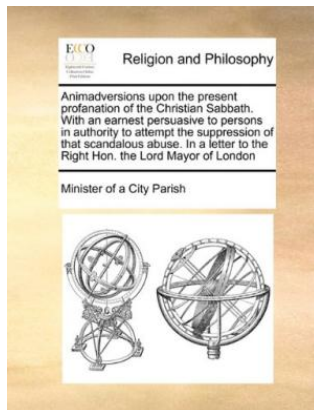 ECCO
Religion and Philosophy
Animadversions upon the present
profanation of the Christian Sabbath.
With an earnest persuasive to persons
in authority to attempt the suppression of
that scandalous abuse. In a letter to the
Right Hon. the Lord Mayor of London
Minister of a City Parish